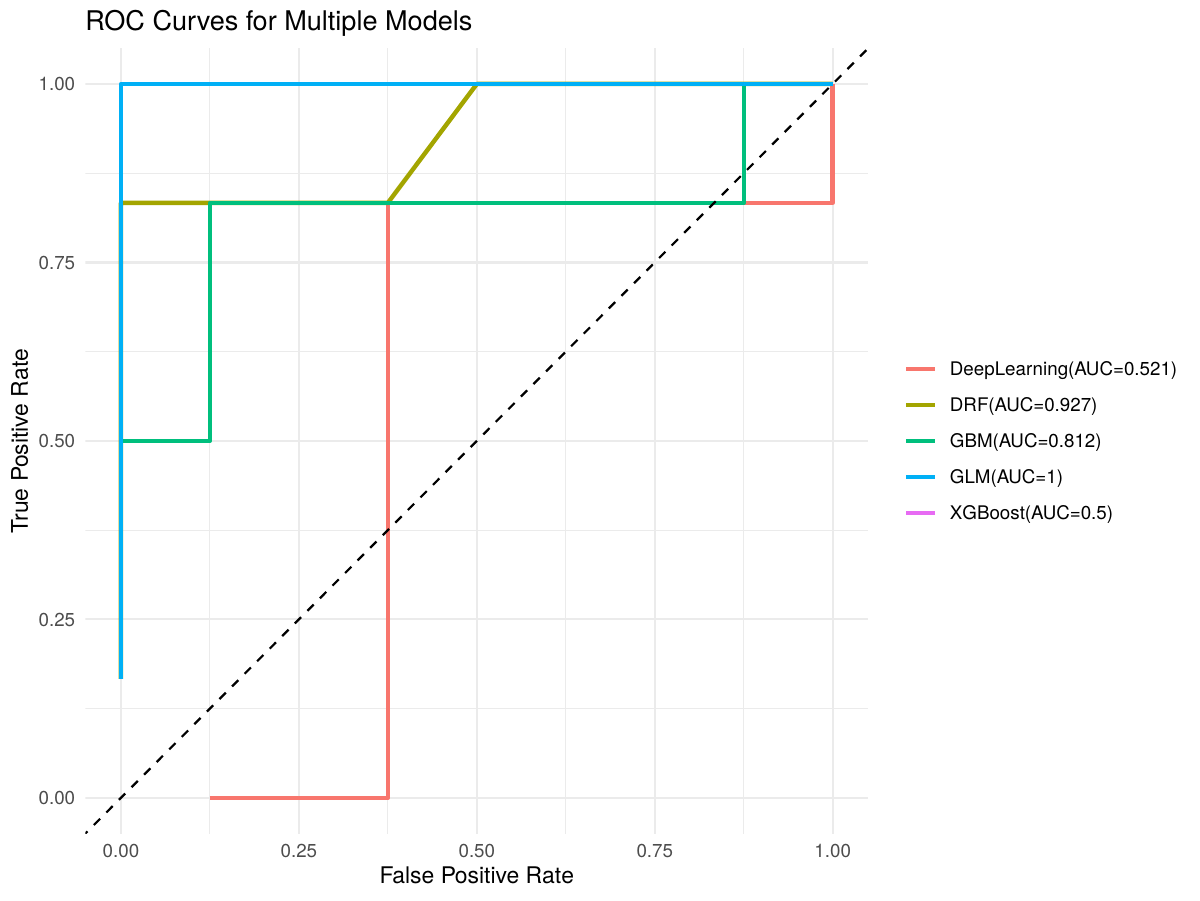 ROC Curves for Multiple Models
True Positive Rate
1.00
0.75
0.50
0.25
0.00
0.00 0.25 0.50 0.75 1.00
False Positive Rate
DeepLearning(AUC=0.521)
DRF(AUC=0.927)
GBM(AUC=0.812)
GLM(AUC=1)
XGBoost(AUC=0.5)